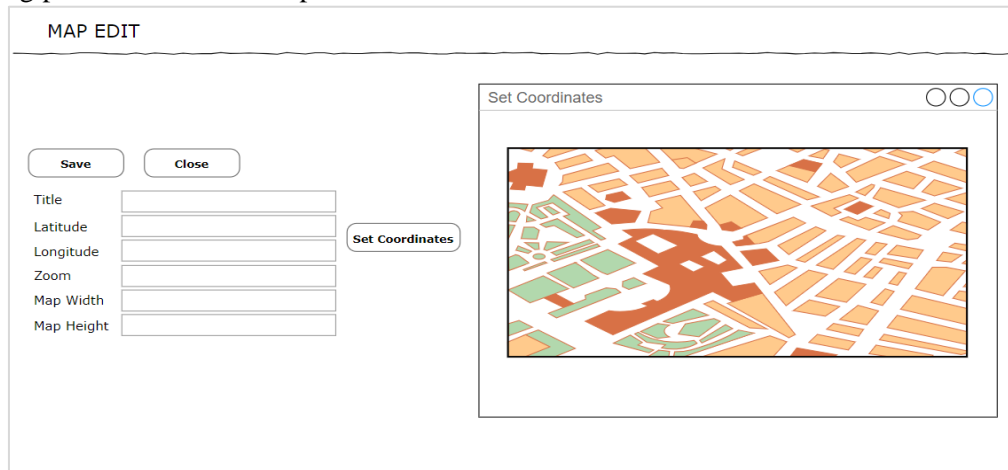 MAP EDIT
Set Coordinates
Save
Close
Title
Latitude
Set Coordinates
Longitude
Zoom
Map Width
Map Height